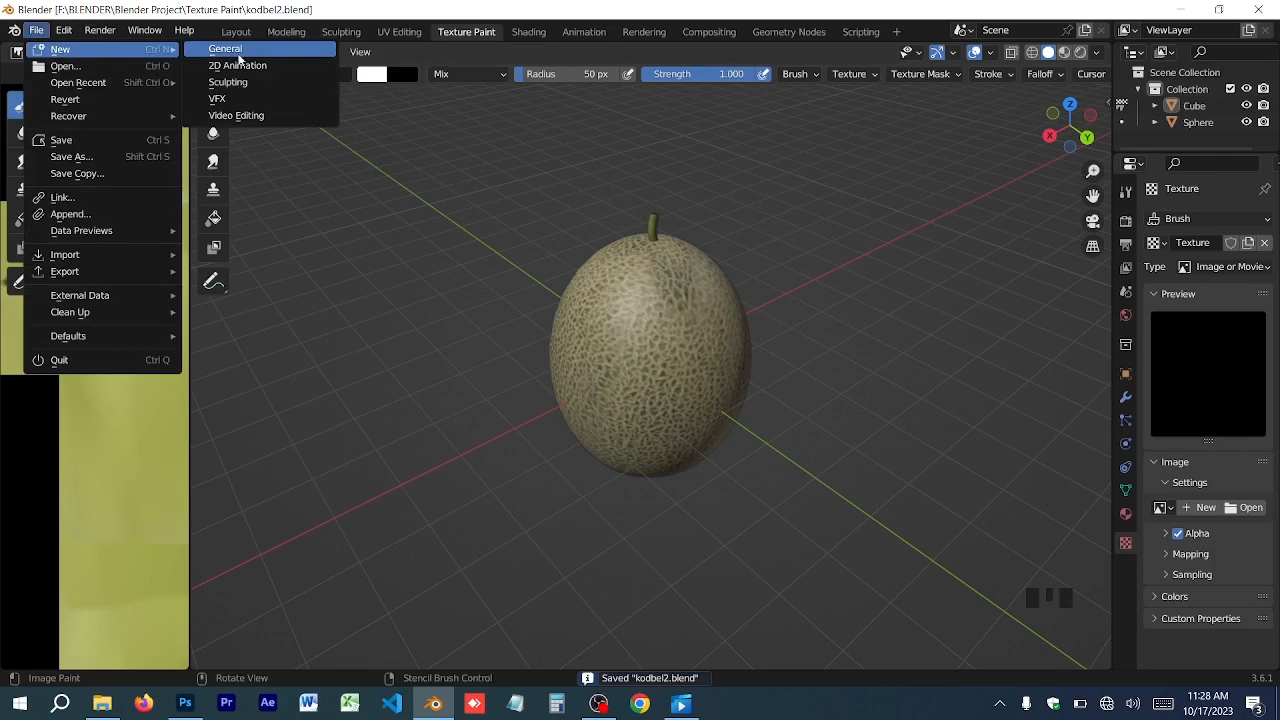 Blender [F:\BLENDER\Blender Project\Texture Paint\kodbel2.blend]
File Edit Render Window Help Layout Modeling Sculpting UV Editing Texture Paint Shading Animation Rendering Compositing Geometry Nodes Scripting Scene ViewLayer
New Ctrl N
Open... Ctrl O
Open Recent Shift Ctrl O
Revert
Recover
Save Ctrl S
Save As... Shift Ctrl S
Save Copy...
Link...
Append...
Data Previews
Import
Export
External Data
Clean Up
Defaults
Quit Ctrl Q
General
2D Animation
Sculpting
VFX
Video Editing
View
Mix Radius 50 px Strength 1.000 Brush Texture Texture Mask Stroke Falloff Cursor
Z
X
Y
Scene Collection
Collection
Cube
Sphere
Texture
Brush
Texture
Type Image or Movie
Preview
Image
Settings
New Open
Alpha
Mapping
Sampling
Colors
Custom Properties
Image Paint Rotate View Stencil Brush Control Saved "kodbel2.blend" 3.6.1
11:28 AM
10/17/2023